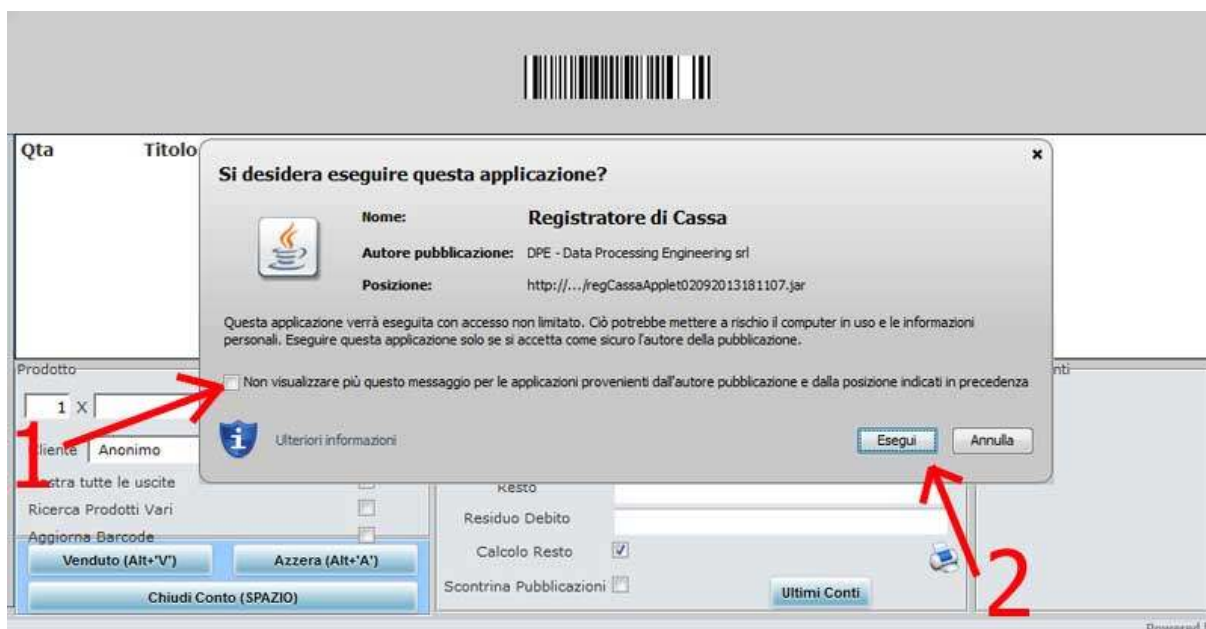 Qta Titolo
Si desidera eseguire questa applicazione?
Nome: Registratore di Cassa
Autore pubblicazione: DPE - Data Processing Engineering srl
Posizione: http://.../regCassaApplet02092013181107.jar
Questa applicazione verrà eseguita con accesso non limitato. Ciò potrebbe mettere a rischio il computer in uso e le informazioni
personali. Eseguire questa applicazione solo se si accetta come sicuro l'autore della pubblicazione.
Non visualizzare più questo messaggio per le applicazioni provenienti dall'autore pubblicazione e dalla posizione indicati in precedenza
Ulteriori informazioni
Esegui Annulla
Prodotto
1 X
1
Cliente Anonimo
Mostra tutte le uscite
Ricerca Prodotti Vari
Aggiorna Barcode
Venduto (Alt+'V') Azzera (Alt+'A')
Chiudi Conto (SPAZIO)
Resto
Residuo Debito
Calcolo Resto
Scontrina Pubblicazioni
Ultimi Conti
2